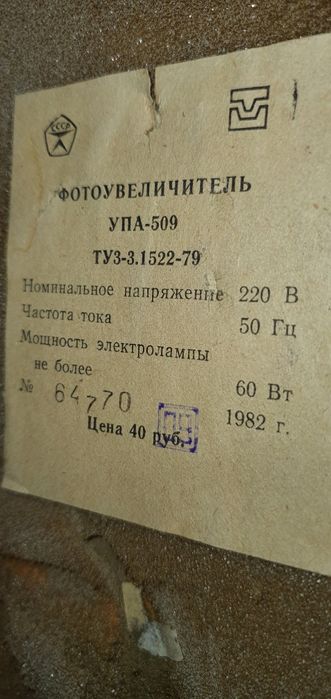 СССР
ФОТОУВЕЛИЧИТЕЛЬ
УПА-509
ТУ3-3.1522-79
Номинальное напряжение 220 В
Частота тока 50 Гц
Мощность электролампы
не более 60 Вт
№ 64770 1982 г.
Цена 40 руб.